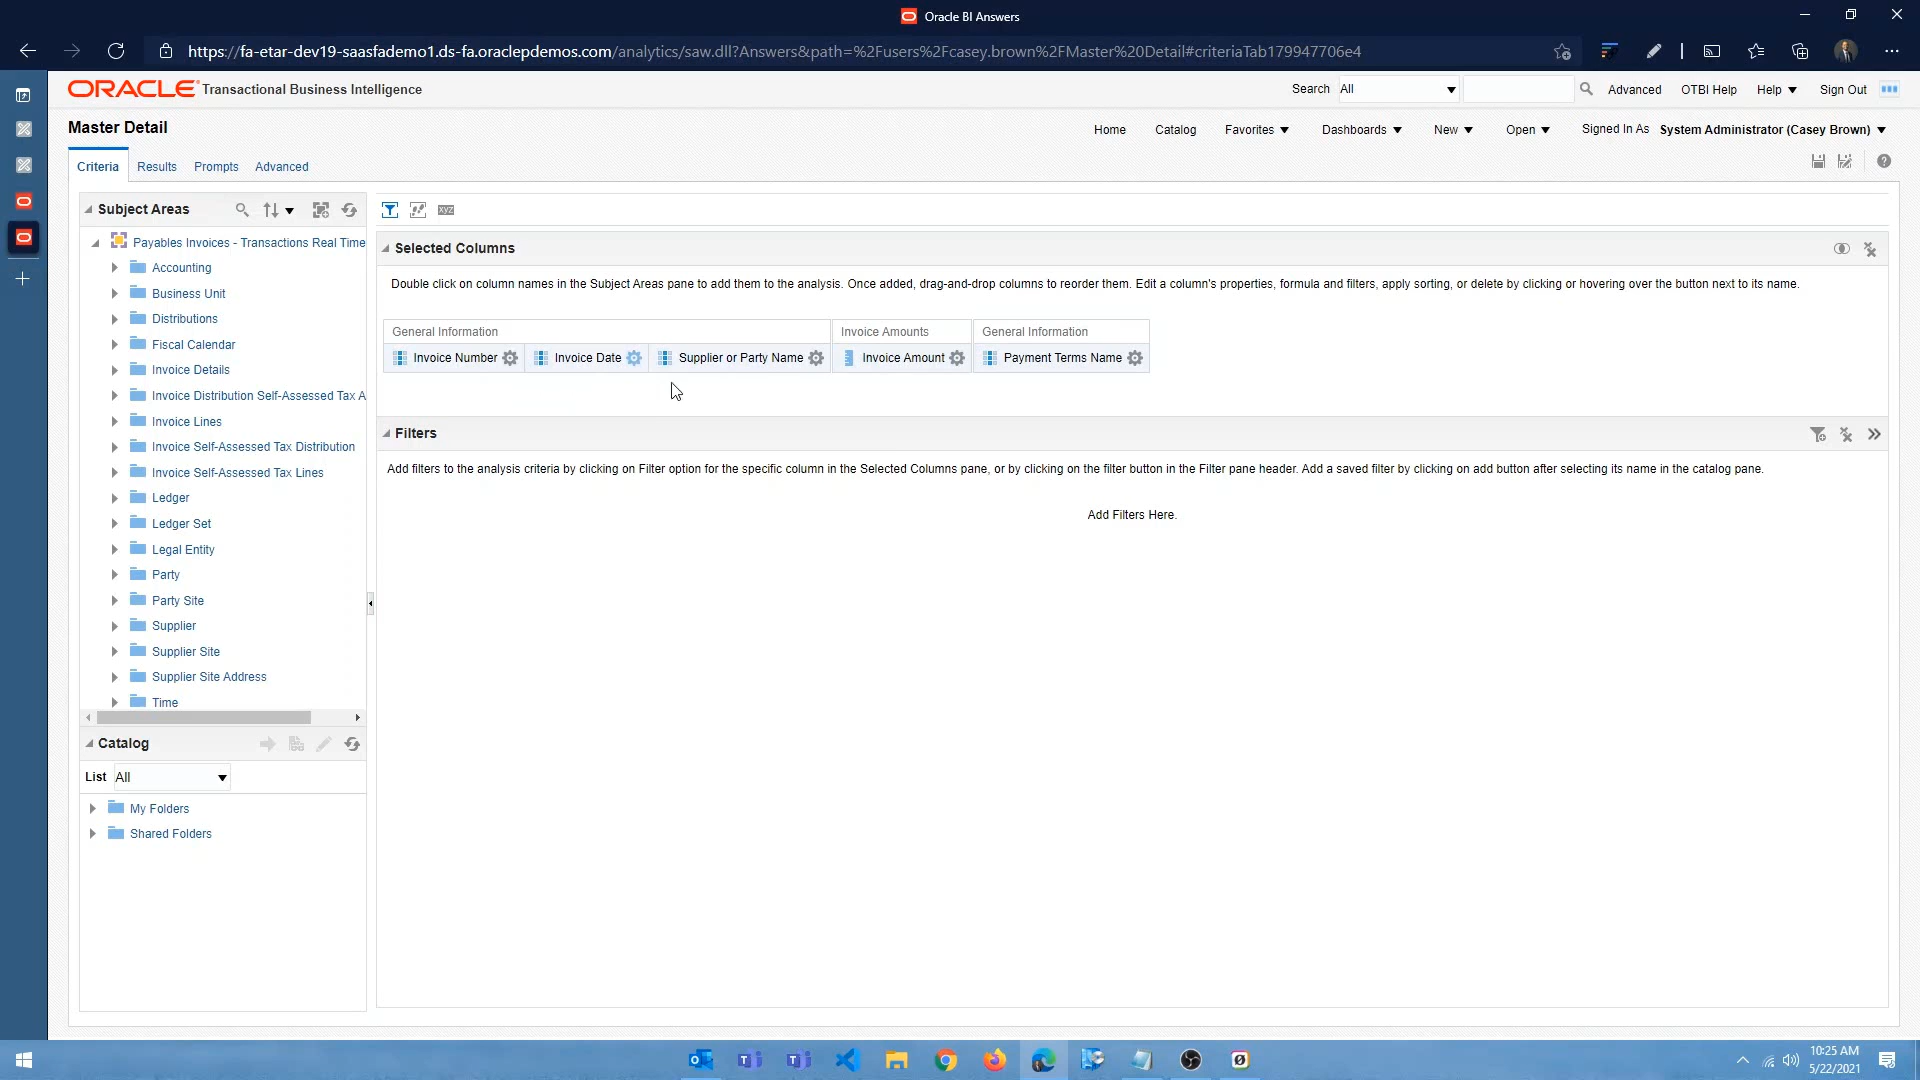 Oracle BI Answers
https://fa-etar-dev19-saasfademo1.ds-fa.oraclepdemos.com/analytics/saw.dll?Answers&path=%2Fusers%2Fcasey.brown%2FMaster%20Detail#criteriaTab179947706e4
ORACLE Transactional Business Intelligence
Search All Advanced OTBI Help Help Sign Out
Master Detail
Home Catalog Favorites Dashboards New Open Signed In As System Administrator (Casey Brown)
Criteria Results Prompts Advanced
Subject Areas
Payables Invoices - Transactions Real Time
Accounting
Business Unit
Distributions
Fiscal Calendar
Invoice Details
Invoice Distribution Self-Assessed Tax A
Invoice Lines
Invoice Self-Assessed Tax Distribution
Invoice Self-Assessed Tax Lines
Ledger
Ledger Set
Legal Entity
Party
Party Site
Supplier
Supplier Site
Supplier Site Address
Time
Catalog
List All
My Folders
Shared Folders
XYZ
Selected Columns
Double click on column names in the Subject Areas pane to add them to the analysis. Once added, drag-and-drop columns to reorder them. Edit a column's properties, formula and filters, apply sorting, or delete by clicking or hovering over the button next to its name.
General Information Invoice Amounts General Information
Invoice Number Invoice Date Supplier or Party Name Invoice Amount Payment Terms Name
Filters
Add filters to the analysis criteria by clicking on Filter option for the specific column in the Selected Columns pane, or by clicking on the filter button in the Filter pane header. Add a saved filter by clicking on add button after selecting its name in the catalog pane.
Add Filters Here.
10:25 AM
5/22/2021